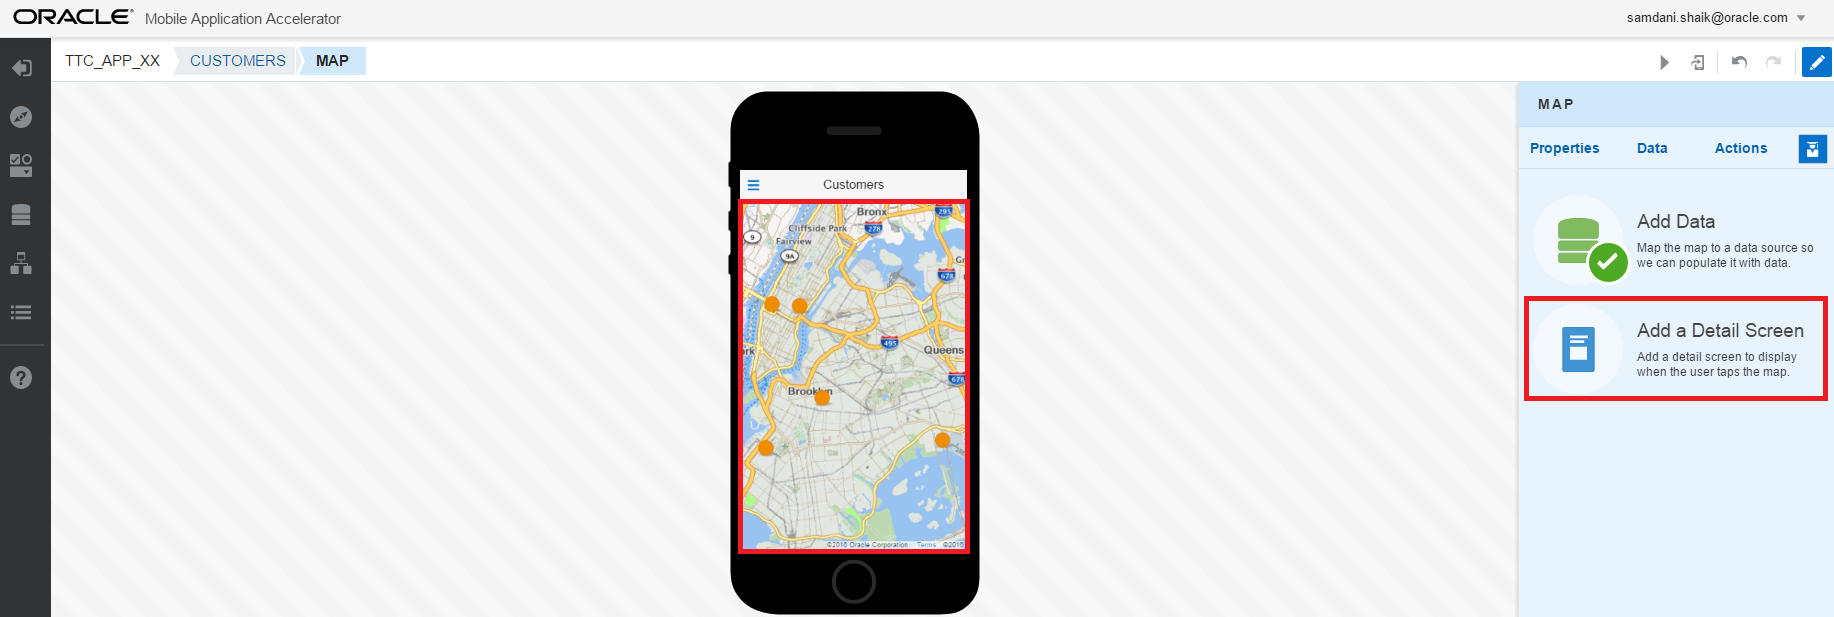 ORACLE® Mobile Application Accelerator
samdani.shaik@oracle.com
TTC_APP_XX
CUSTOMERS
MAP
MAP
Properties
Data
Actions
Customers
Bronx
295
Cliffside Park
278
9
Fairview
9A
678
495
Queens
678
Brooklyn
©2016 Oracle Corporation Terms ©2016
Add Data
Map the map to a data source so
we can populate it with data.
Add a Detail Screen
Add a detail screen to display
when the user taps the map.
?